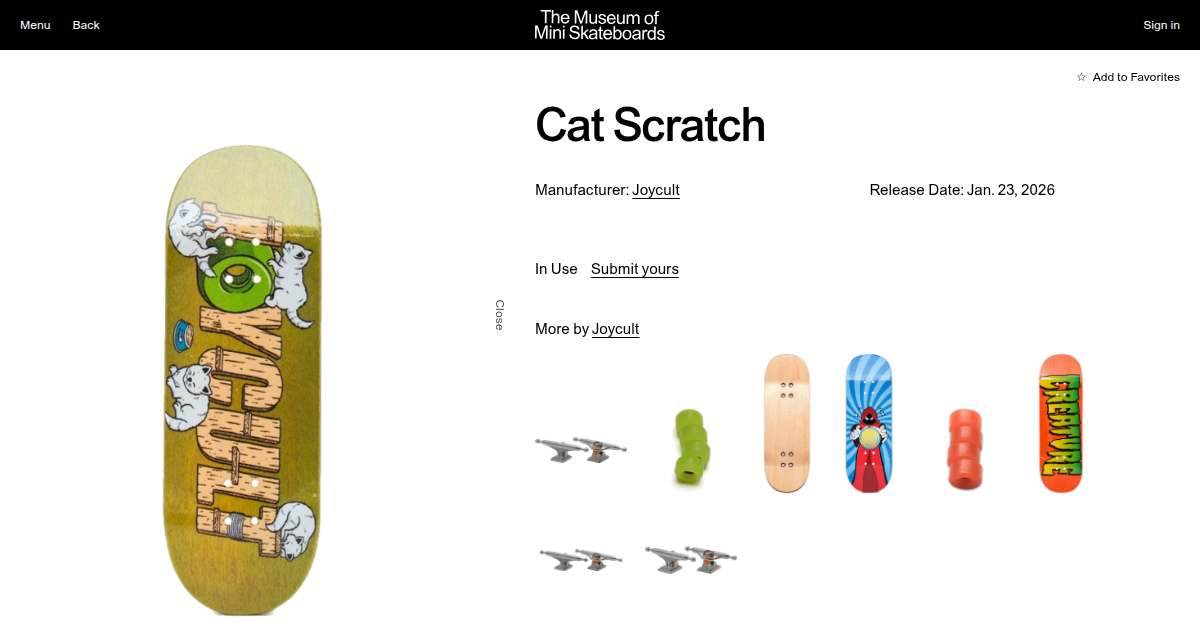 Menu
Back
The Museum of
Mini Skateboards
Sign in
☆ Add to Favorites
Cat Scratch
Manufacturer: Joycult
Release Date: Jan. 23, 2026
In Use Submit yours
Close
More by Joycult
JOYCULT
CREATURE